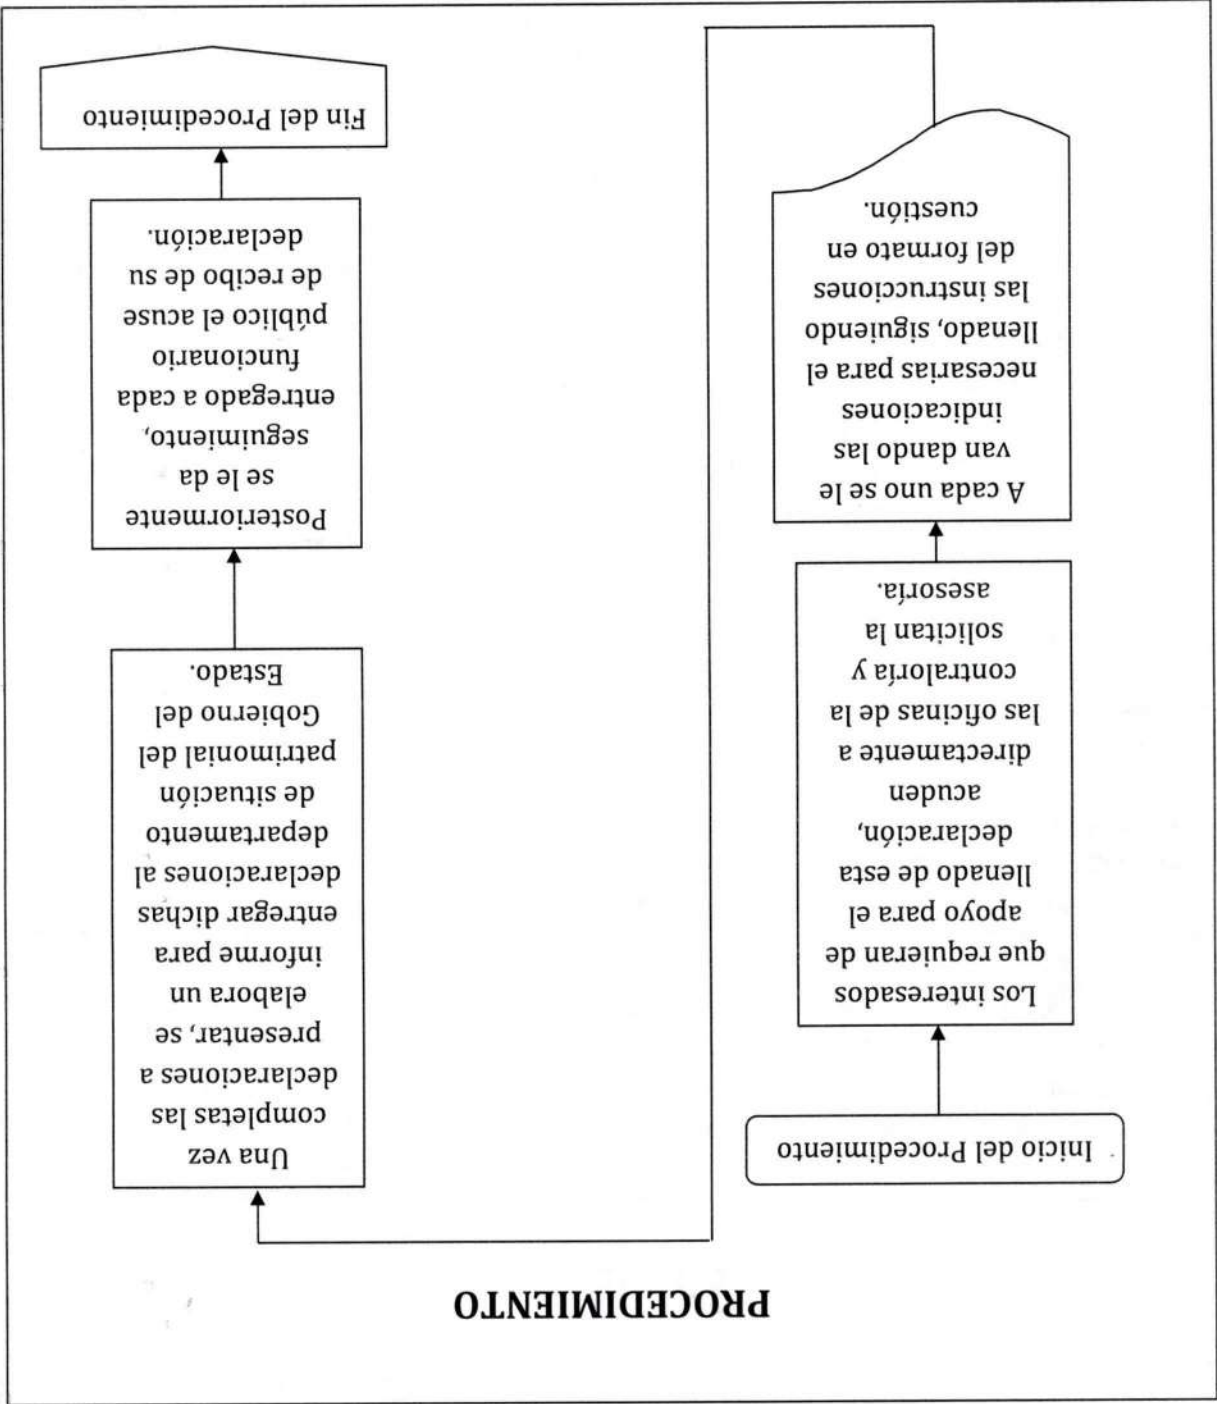 PROCEDIMIENTO
Inicio del Procedimiento
Los interesados
que requieran de
apoyo para el
llenado de esta
declaración,
acuden
directamente a
las oficinas de la
contraloría y
solicitan la
asesoría.
A cada uno se le
van dando las
indicaciones
necesarias para el
llenado, siguiendo
las instrucciones
del formato en
cuestión.
Una vez
completas las
declaraciones a
presentar, se
elabora un
informe para
entregar dichas
declaraciones al
departamento
de situación
patrimonial del
Gobierno del
Estado.
Posteriormente
se le da
seguimiento,
entregado a cada
funcionario
público el acuse
de recibo de su
declaración.
Fin del Procedimiento